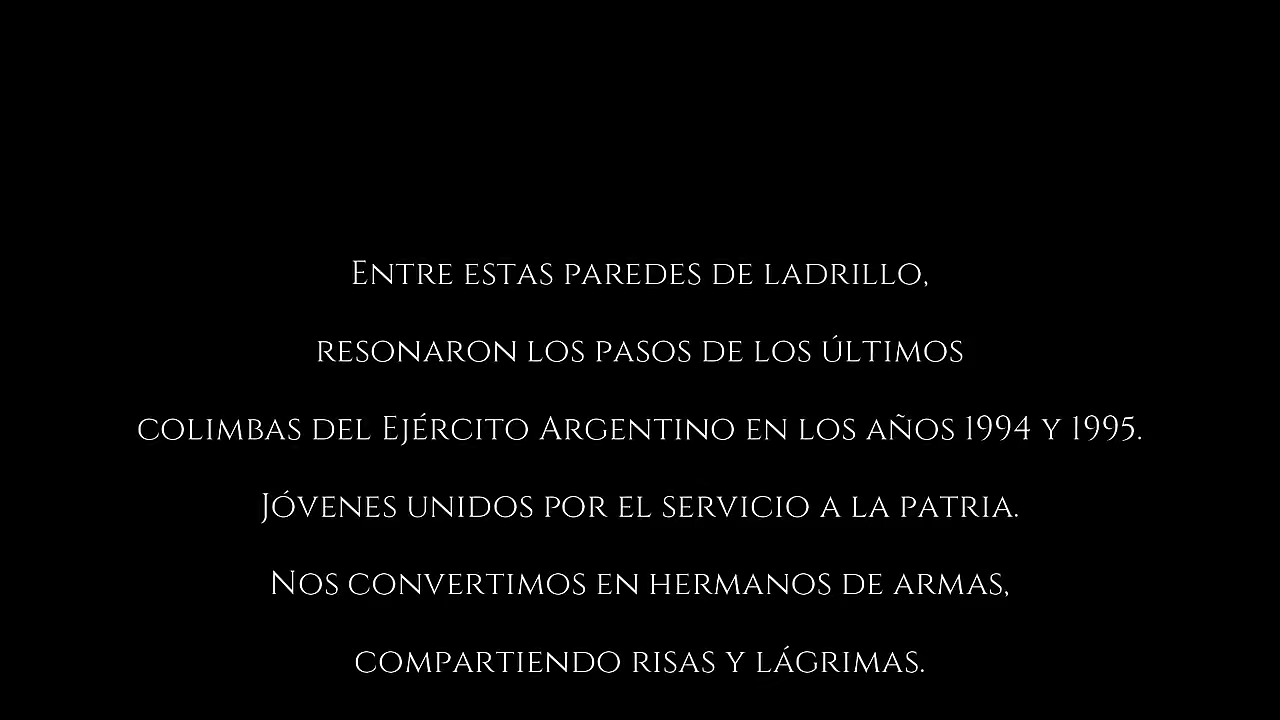 Entre estas paredes de ladrillo,
resonaron los pasos de los últimos
colimbas del Ejército Argentino en los años 1994 y 1995.
Jóvenes unidos por el servicio a la patria.
Nos convertimos en hermanos de armas,
compartiendo risas y lágrimas.